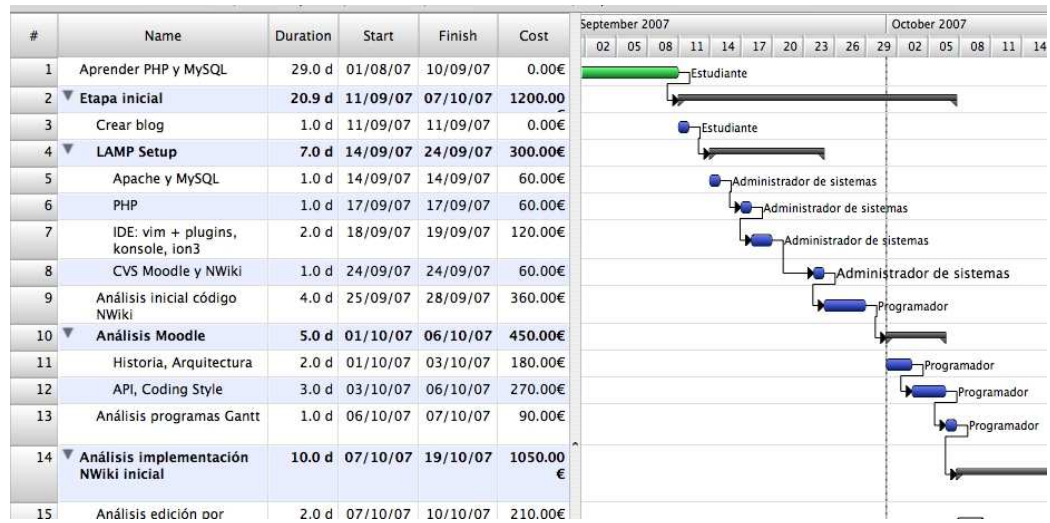 September 2007 October 2007
# Name Duration Start Finish Cost
02 05 08 11 14 17 20 23 26 29 02 05 08 11 14
1 Aprender PHP y MySQL 29.0 d 01/08/07 10/09/07 0.00€ Estudiante
2 Etapa inicial 20.9 d 11/09/07 07/10/07 1200.00
3 Crear blog 1.0 d 11/09/07 11/09/07 0.00€ Estudiante
4 LAMP Setup 7.0 d 14/09/07 24/09/07 300.00€
5 Apache y MySQL 1.0 d 14/09/07 14/09/07 60.00€ Administrador de sistemas
6 PHP 1.0 d 17/09/07 17/09/07 60.00€ Administrador de sistemas
7 IDE: vim + plugins, 2.0 d 18/09/07 19/09/07 120.00€ Administrador de sistemas
konsole, ion3
8 CVS Moodle y NWiki 1.0 d 24/09/07 24/09/07 60.00€ Administrador de sistemas
9 Análisis inicial código 4.0 d 25/09/07 28/09/07 360.00€ Programador
NWiki
10 Análisis Moodle 5.0 d 01/10/07 06/10/07 450.00€
11 Historia, Arquitectura 2.0 d 01/10/07 03/10/07 180.00€ Programador
12 API, Coding Style 3.0 d 03/10/07 06/10/07 270.00€ Programador
13 Análisis programas Gantt 1.0 d 06/10/07 07/10/07 90.00€ Programador
14 Análisis implementación 10.0 d 07/10/07 19/10/07 1050.00
NWiki inicial €
15 Análisis edición por 2.0 d 07/10/07 10/10/07 210.00€